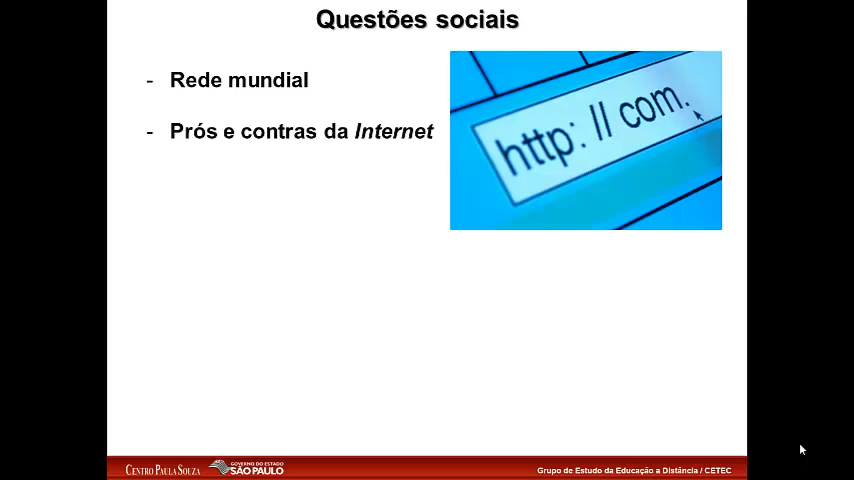 Questões sociais
- Rede mundial
- Prós e contras da Internet
http: // com.
CENTRO PAULA SOUZA
GOVERNO DO ESTADO
SÃO PAULO
Grupo de Estudo da Educação a Distância / CETEC